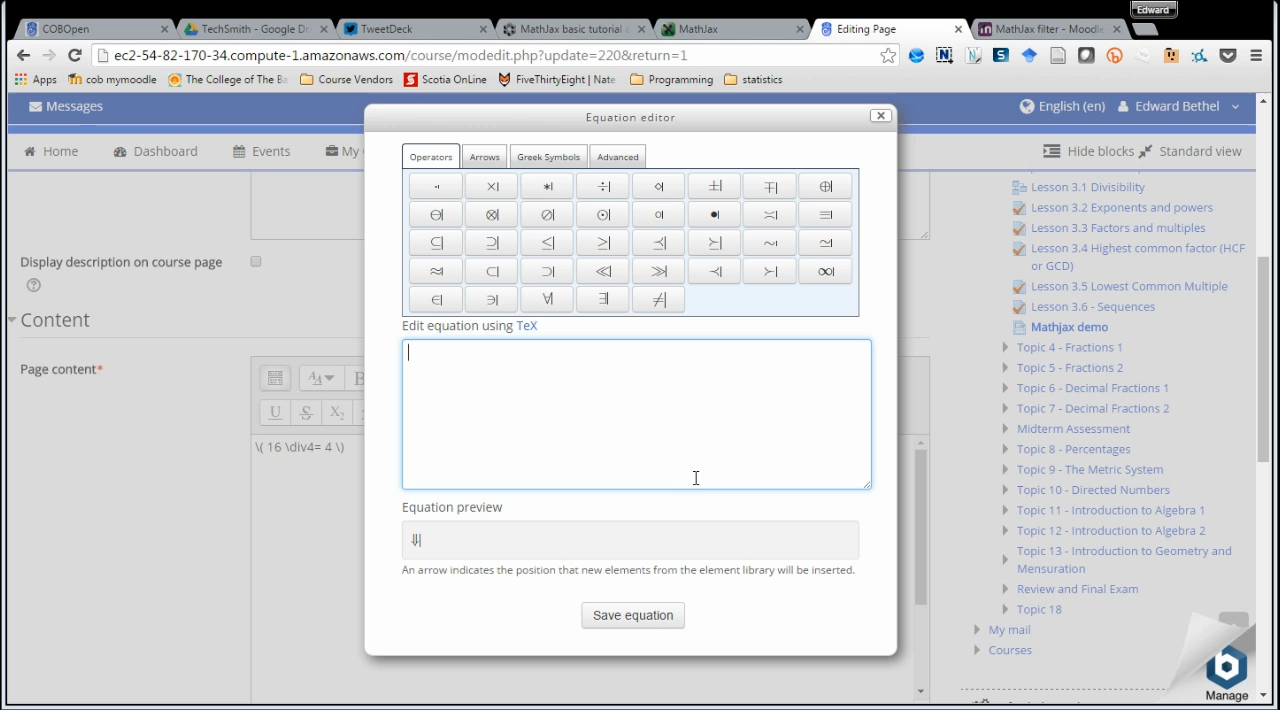 Edward
COBOpen
TechSmith - Google Dr
TweetDeck
MathJax basic tutorial a
MathJax
Editing Page
MathJax filter - Moodle
ec2-54-82-170-34.compute-1.amazonaws.com/course/modedit.php?update=220&return=1
Apps
cob mymoodle
The College of The Ba
Course Vendors
Scotia OnLine
FiveThirtyEight | Nate
Programming
statistics
Messages
English (en)
Edward Bethel
Home
Dashboard
Events
My
Hide blocks
Standard view
Equation editor
Operators
Arrows
Greek Symbols
Advanced
·| ×| ∗| ÷| ⋄| ±| ∓| ⊕|
⊖| ⊗| ⊘| ⊙| ∘| ∙| ≍| ≡|
⊆| ⊇| ≤| ≥| ⪯| ⪰| ∼| ≃|
≈| ⊂| ⊃| ≪| ≫| ≺| ≻| ∞|
∈| ∋| ∀| ∃| ≠|
Edit equation using TeX
Equation preview
⇓|
An arrow indicates the position that new elements from the element library will be inserted.
Save equation
Display description on course page
Content
Page content*
B
U S X₂
\( 16 \div4= 4 \)
Lesson 3.1 Divisibility
Lesson 3.2 Exponents and powers
Lesson 3.3 Factors and multiples
Lesson 3.4 Highest common factor (HCF
or GCD)
Lesson 3.5 Lowest Common Multiple
Lesson 3.6 - Sequences
Mathjax demo
Topic 4 - Fractions 1
Topic 5 - Fractions 2
Topic 6 - Decimal Fractions 1
Topic 7 - Decimal Fractions 2
Midterm Assessment
Topic 8 - Percentages
Topic 9 - The Metric System
Topic 10 - Directed Numbers
Topic 11 - Introduction to Algebra 1
Topic 12 - Introduction to Algebra 2
Topic 13 - Introduction to Geometry and
Mensuration
Review and Final Exam
Topic 18
My mail
Courses
Manage